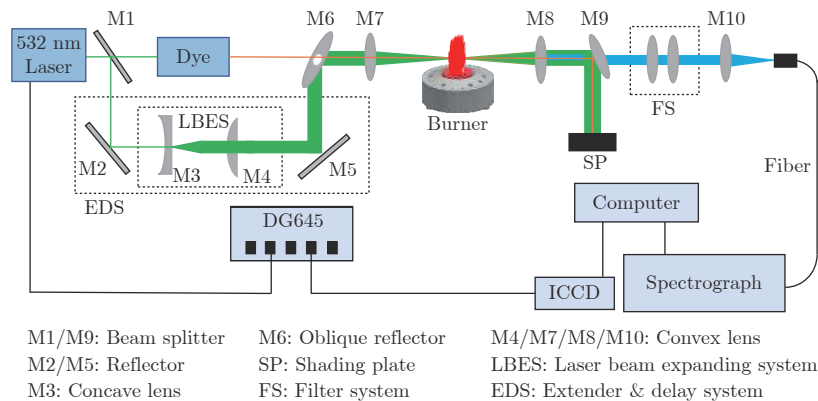 M1
M6
M7
M8
M9
M10
532 nm
Laser
Dye
FS
LBES
Burner
M2
M3
M4
M5
SP
EDS
Fiber
DG645
Computer
ICCD
Spectrograph
M1/M9: Beam splitter
M6: Oblique reflector
M4/M7/M8/M10: Convex lens
M2/M5: Reflector
SP: Shading plate
LBES: Laser beam expanding system
M3: Concave lens
FS: Filter system
EDS: Extender & delay system